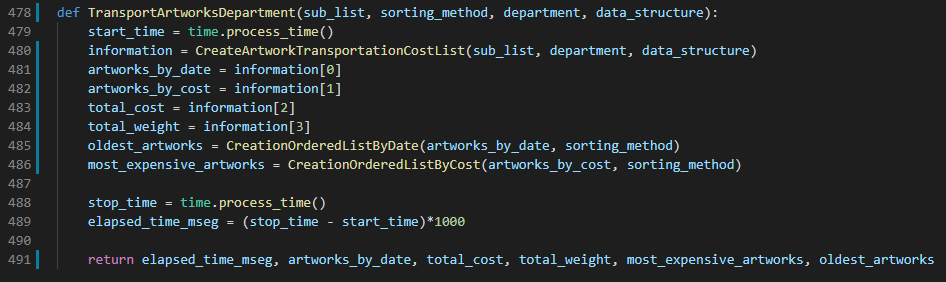 478 def TransportArtworksDepartment(sub_list, sorting_method, department, data_structure):
479     start_time = time.process_time()
480     information = CreateArtworkTransportationCostList(sub_list, department, data_structure)
481     artworks_by_date = information[0]
482     artworks_by_cost = information[1]
483     total_cost = information[2]
484     total_weight = information[3]
485     oldest_artworks = CreationOrderedListByDate(artworks_by_date, sorting_method)
486     most_expensive_artworks = CreationOrderedListByCost(artworks_by_cost, sorting_method)
487
488     stop_time = time.process_time()
489     elapsed_time_mseg = (stop_time - start_time)*1000
490
491     return elapsed_time_mseg, artworks_by_date, total_cost, total_weight, most_expensive_artworks, oldest_artworks